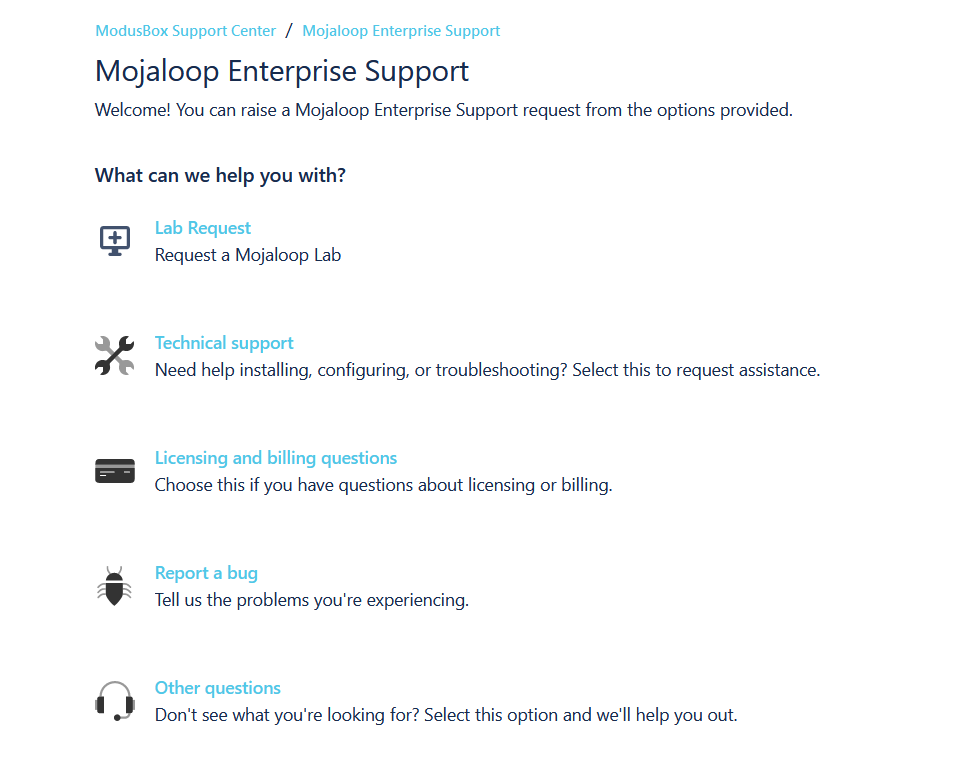 ModusBox Support Center / Mojaloop Enterprise Support
Mojaloop Enterprise Support
Welcome! You can raise a Mojaloop Enterprise Support request from the options provided.
What can we help you with?
Lab Request
Request a Mojaloop Lab
Technical support
Need help installing, configuring, or troubleshooting? Select this to request assistance.
Licensing and billing questions
Choose this if you have questions about licensing or billing.
Report a bug
Tell us the problems you're experiencing.
Other questions
Don't see what you're looking for? Select this option and we'll help you out.